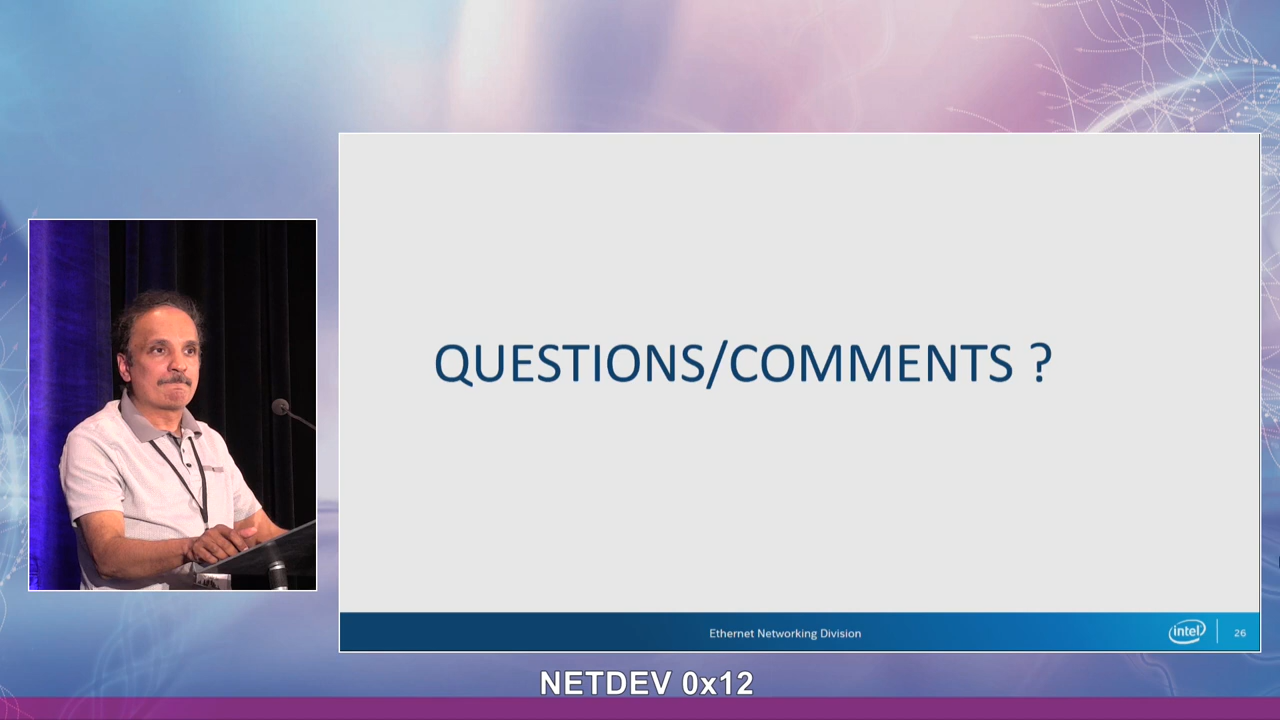 QUESTIONS/COMMENTS ?
Ethernet Networking Division
intel
26
NETDEV 0x12